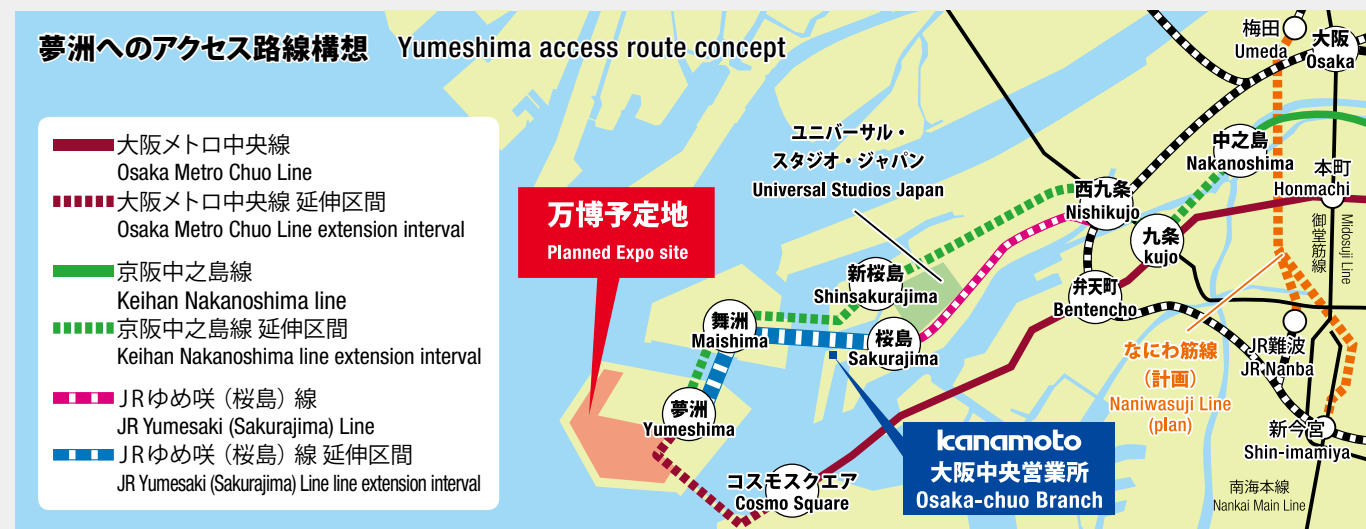 夢洲へのアクセス路線構想 Yumeshima access route concept
大阪メトロ中央線
Osaka Metro Chuo Line
大阪メトロ中央線 延伸区間
Osaka Metro Chuo Line extension interval
京阪中之島線
Keihan Nakanoshima line
京阪中之島線 延伸区間
Keihan Nakanoshima line extension interval
JRゆめ咲(桜島)線
JR Yumesaki (Sakurajima) Line
JRゆめ咲(桜島)線 延伸区間
JR Yumesaki (Sakurajima) Line line extension interval
万博予定地
Planned Expo site
ユニバーサル・
スタジオ・ジャパン
Universal Studios Japan
梅田
Umeda
大阪
Osaka
中之島
Nakanoshima
本町
Honmachi
西九条
Nishikujo
九条
kujo
御堂筋線
Midosuji Line
新桜島
Shinsakurajima
弁天町
Bentencho
舞洲
Maishima
桜島
Sakurajima
なにわ筋線
(計画)
Naniwasuji Line
(plan)
JR難波
JR Nanba
夢洲
Yumeshima
新今宮
Shin-imamiya
kanamoto
大阪中央営業所
Osaka-chuo Branch
コスモスクエア
Cosmo Square
南海本線
Nankai Main Line